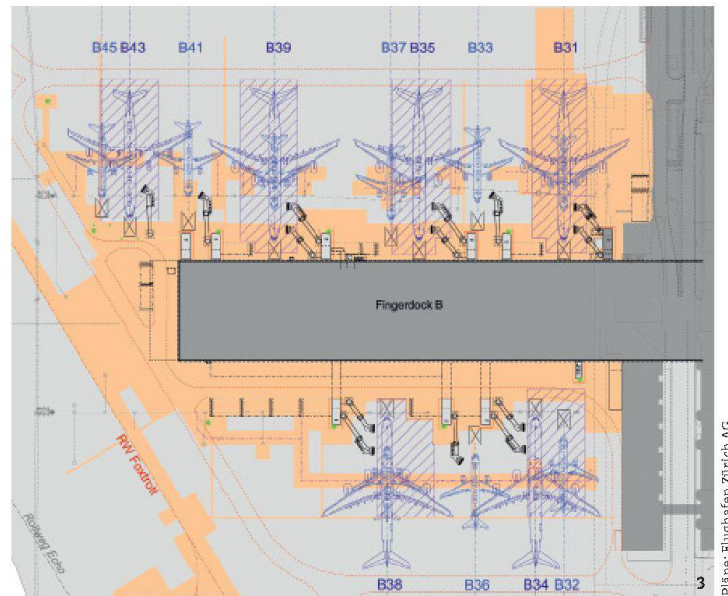 B45 B43 B41 B39 B37 B35 B33 B31
Fingerdock B
RW Foxtrott
Rollweg Echo
B38 B36 B34 B32
3
Pläne: Flughafen Zürich AG